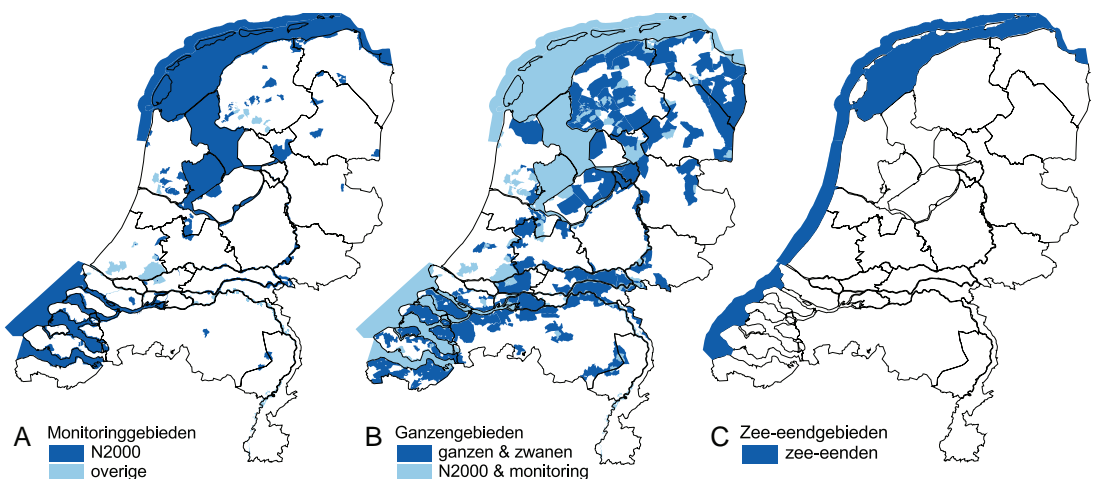 A Monitoringgebieden
N2000
overige
B Ganzengebieden
ganzen & zwanen
N2000 & monitoring
C Zee-eendgebieden
zee-eenden